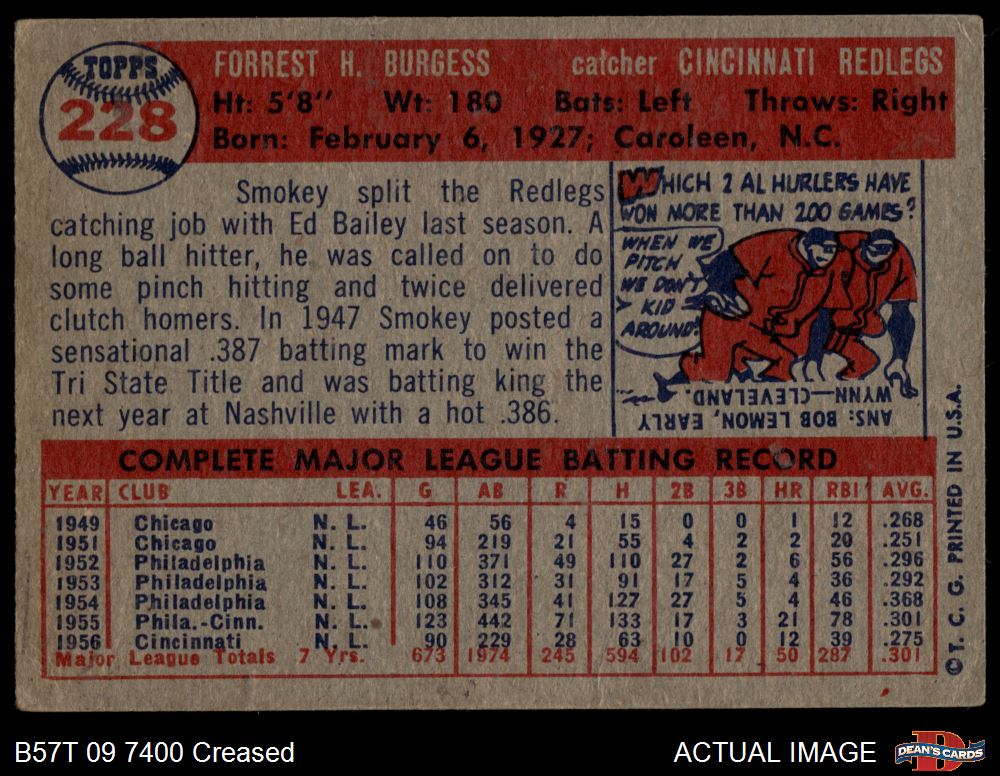 TOPPS
228
FORREST H. BURGESS catcher CINCINNATI REDLEGS
Ht: 5'8" Wt: 180 Bats: Left Throws: Right
Born: February 6, 1927; Caroleen, N.C.
Smokey split the Redlegs
catching job with Ed Bailey last season. A
long ball hitter, he was called on to do
some pinch hitting and twice delivered
clutch homers. In 1947 Smokey posted a
sensational .387 batting mark to win the
Tri State Title and was batting king the
next year at Nashville with a hot .386.
WHICH 2 AL HURLERS HAVE
WON MORE THAN 200 GAMES?
WHEN WE
PITCH
WE DON'T
KID
AROUND!
ANS: BOB LEMON, EARLY
WYNN—CLEVELAND.
COMPLETE MAJOR LEAGUE BATTING RECORD
YEAR CLUB LEA. G AB R H 2B 3B HR RBI AVG.
1949 Chicago N. L. 46 56 4 15 0 0 1 12 .268
1951 Chicago N. L. 94 219 21 55 4 2 2 20 .251
1952 Philadelphia N. L. 110 371 49 110 27 2 6 56 .296
1953 Philadelphia N. L. 102 312 31 91 17 5 4 36 .292
1954 Philadelphia N. L. 108 345 41 127 27 5 4 46 .368
1955 Phila.-Cinn. N. L. 123 442 71 133 17 3 21 78 .301
1956 Cincinnati N. L. 90 229 28 63 10 0 12 39 .275
Major League Totals 7 Yrs. 673 1974 245 594 102 17 50 287 .301
© T. C. G. PRINTED IN U.S.A.
B57T 09 7400 Creased
ACTUAL IMAGE
DEAN'S CARDS